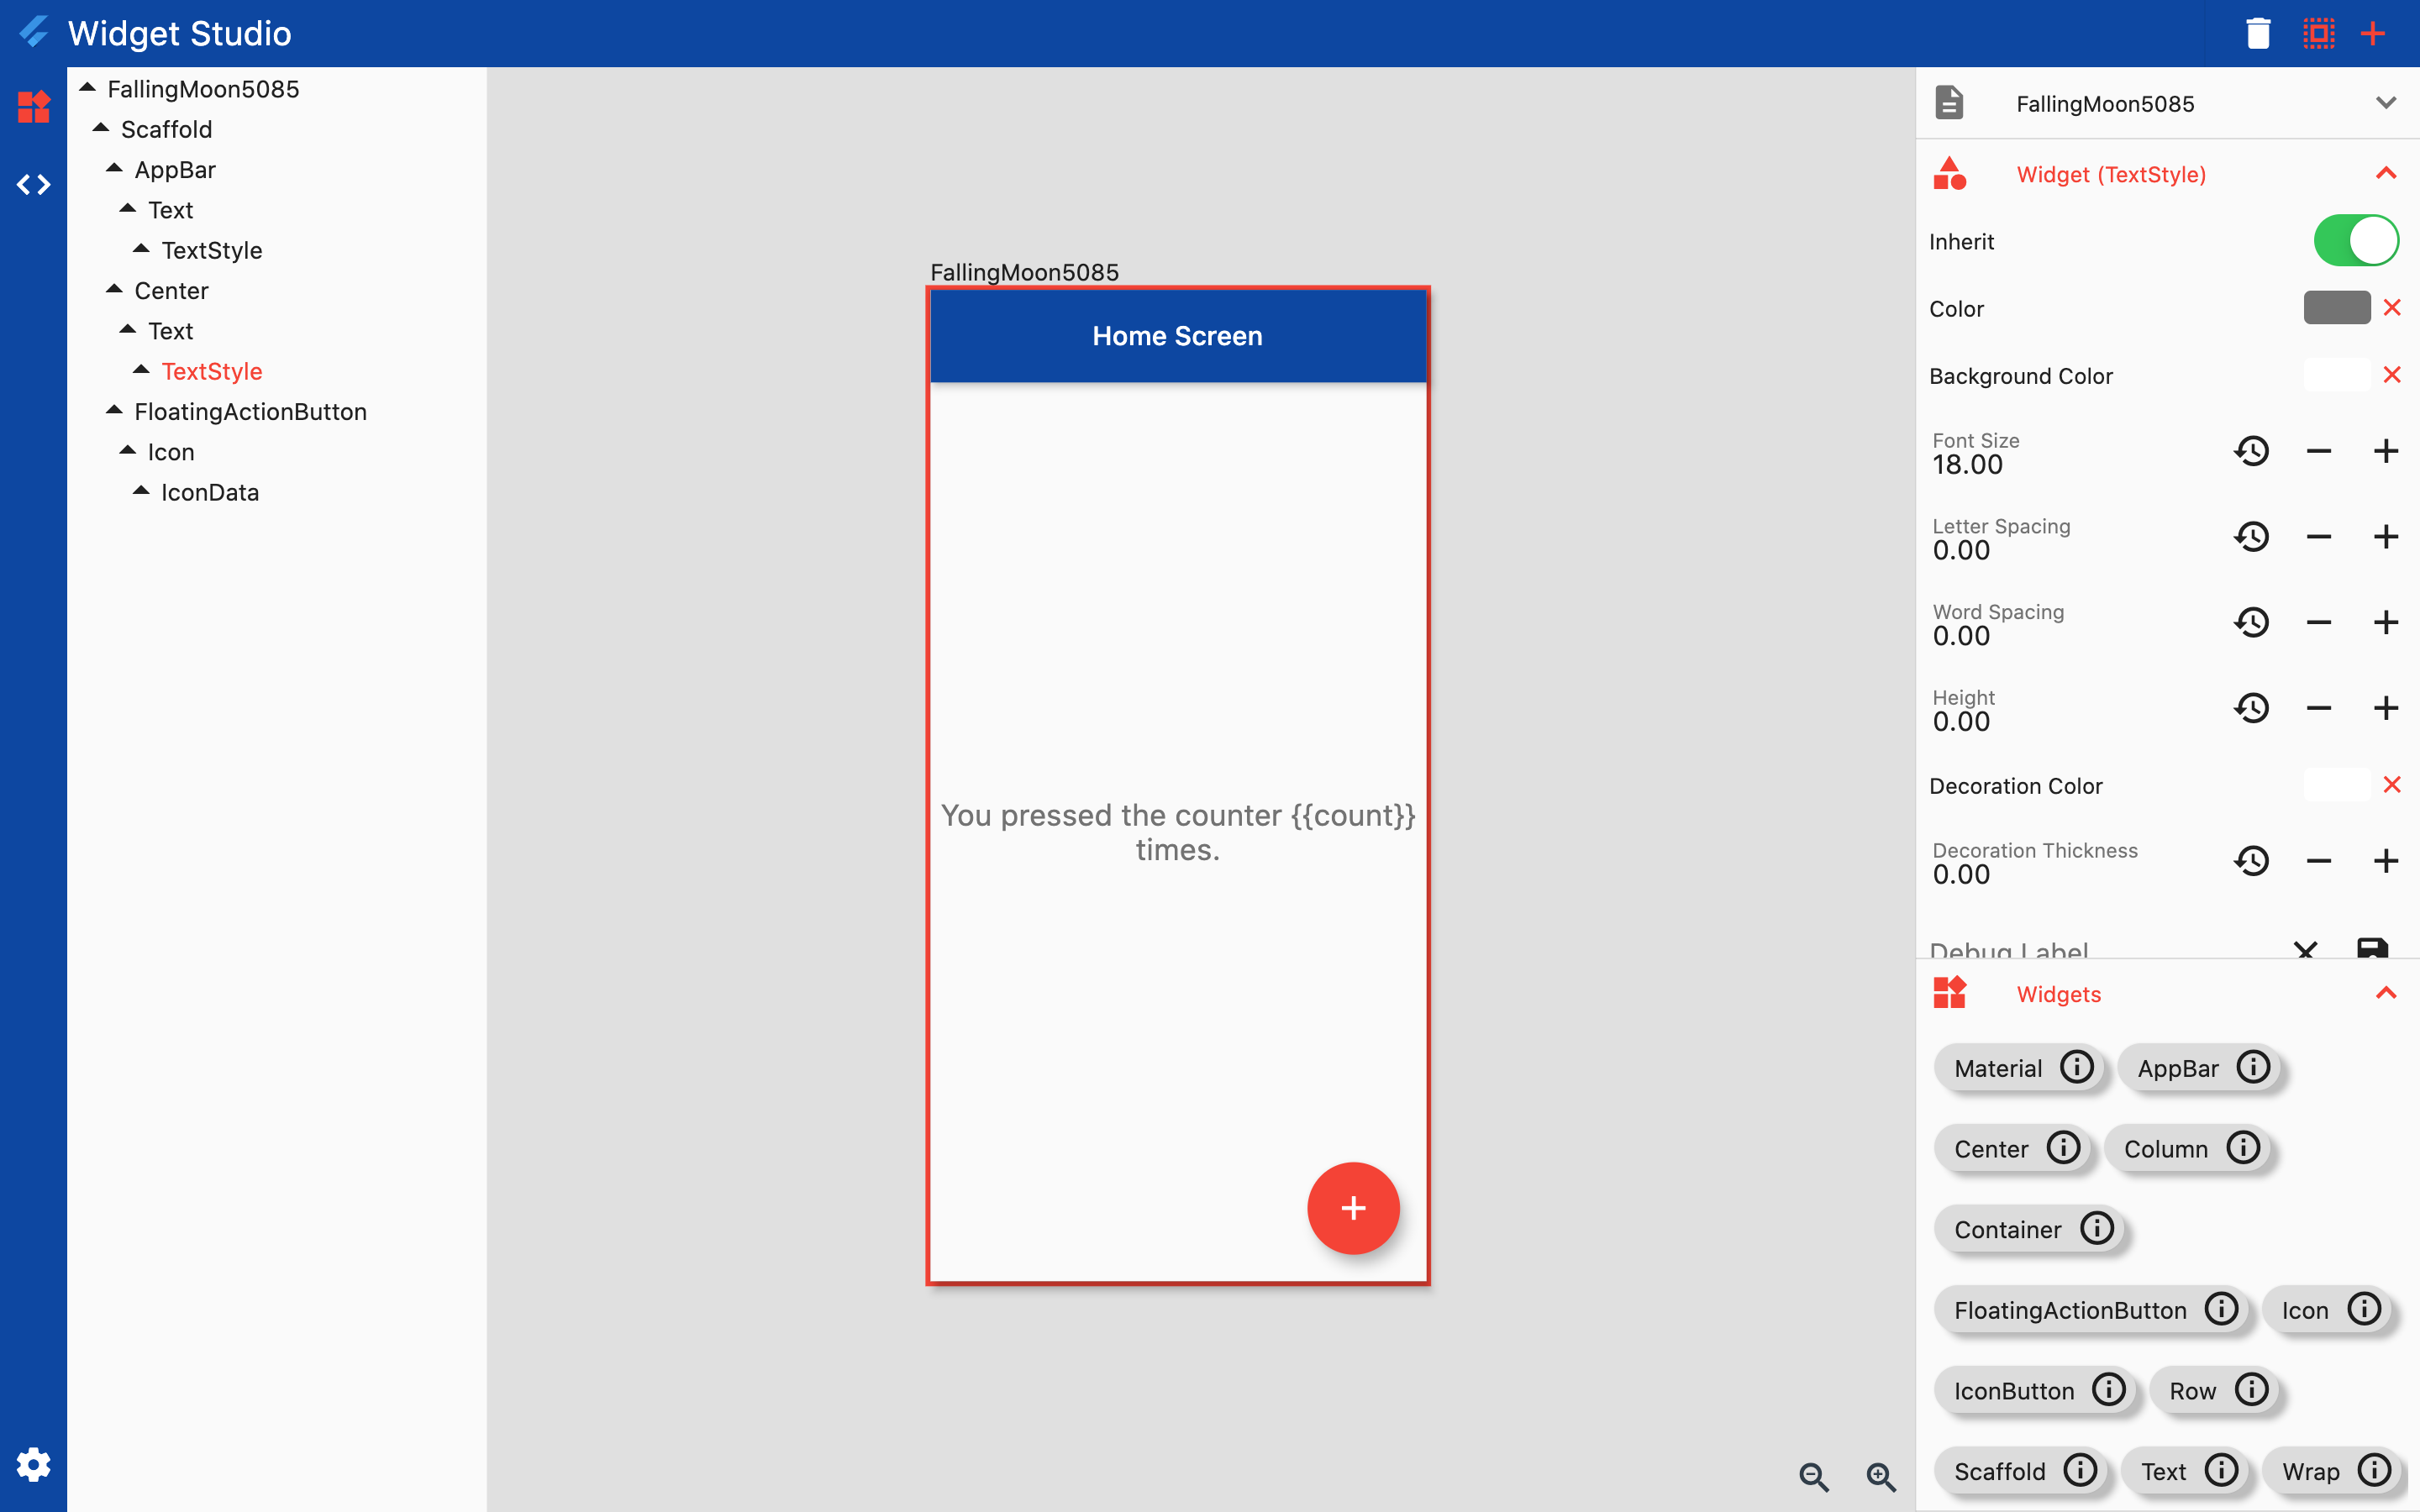 Widget Studio
FallingMoon5085
Scaffold
AppBar
Text
TextStyle
Center
Text
TextStyle
FloatingActionButton
Icon
IconData
FallingMoon5085
Home Screen
You pressed the counter {{count}}
times.
FallingMoon5085
Widget (TextStyle)
Inherit
Color
Background Color
Font Size
18.00
Letter Spacing
0.00
Word Spacing
0.00
Height
0.00
Decoration Color
Decoration Thickness
0.00
Debug Label
Widgets
Material AppBar
Center Column
Container
FloatingActionButton Icon
IconButton Row
Scaffold Text Wrap